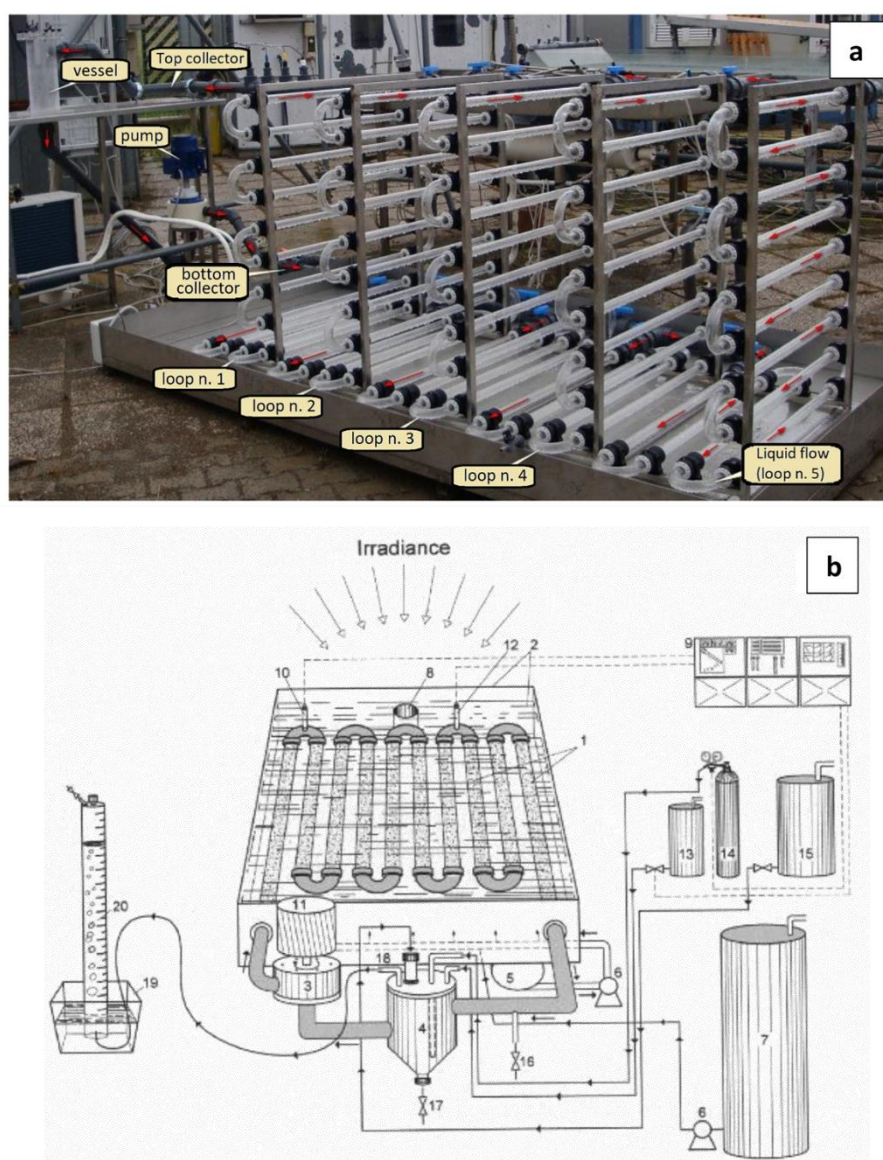 a
vessel
Top collector
pump
bottom
collector
loop n. 1
loop n. 2
loop n. 3
loop n. 4
Liquid flow
(loop n. 5)
b
Irradiance
9
12 2
10 8
1
13 14 15
11
20
18
19
3 5 6
4
7
16
17
6